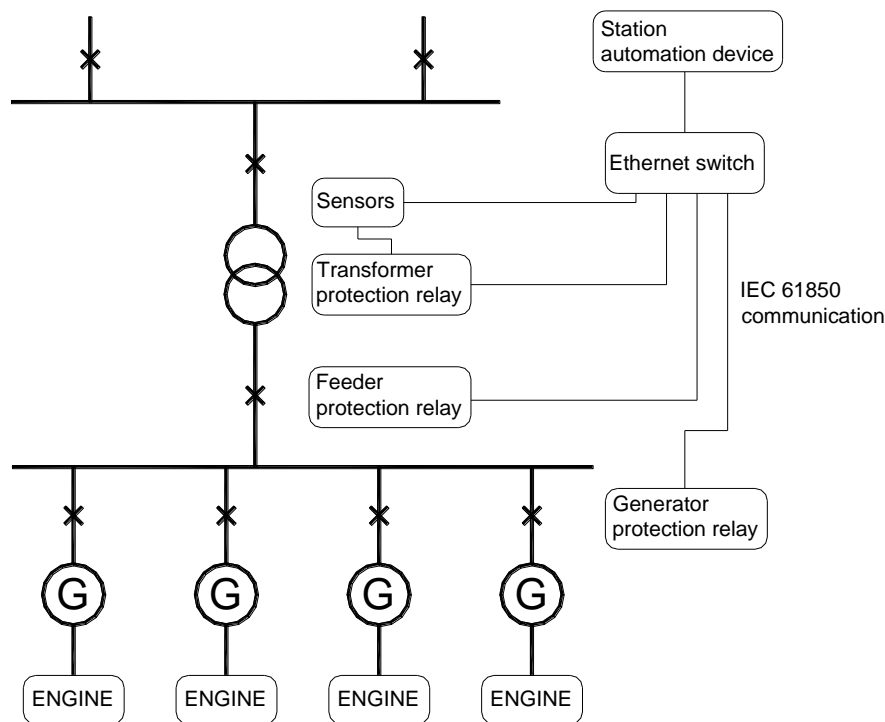 Station
automation device
Ethernet switch
Sensors
Transformer
protection relay
IEC 61850
communication
Feeder
protection relay
Generator
protection relay
G
G
G
G
ENGINE
ENGINE
ENGINE
ENGINE